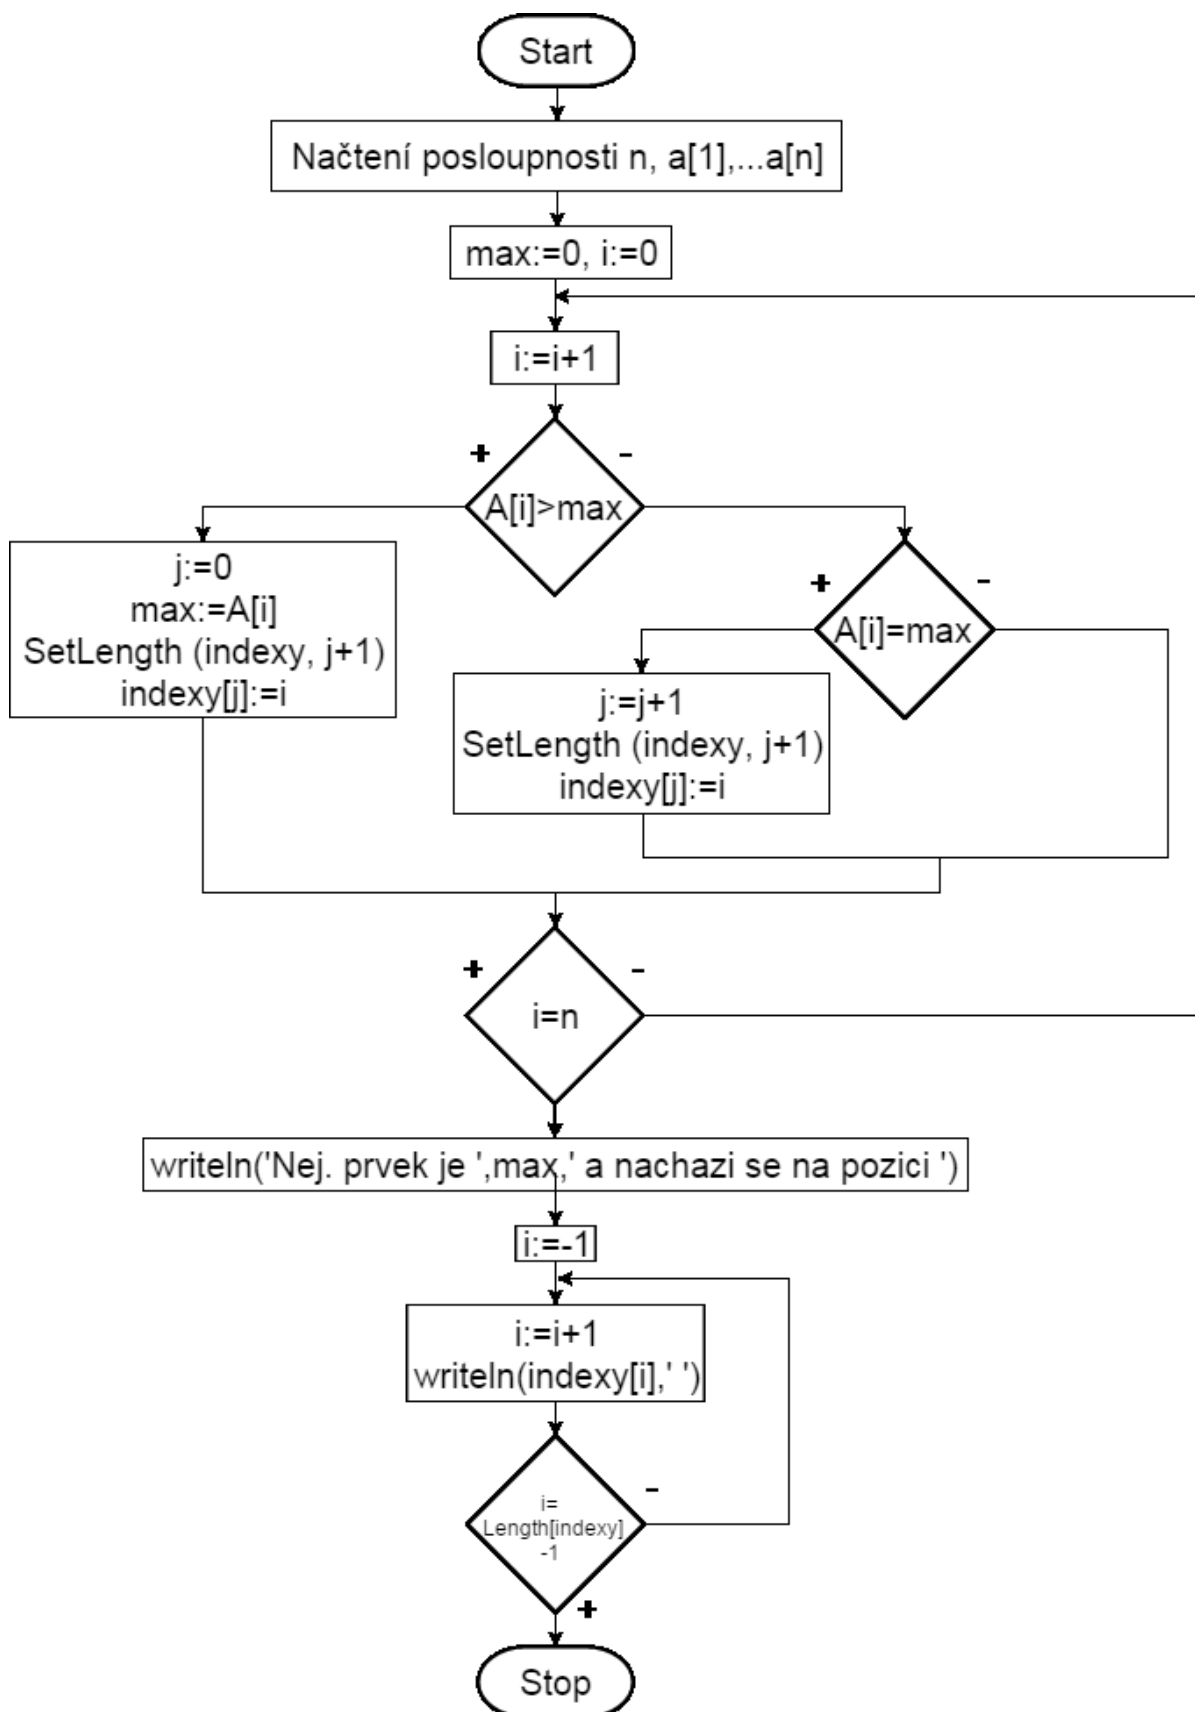 Start
Načtení posloupnosti n, a[1],...a[n]
max:=0, i:=0
i:=i+1
+
-
A[i]>max
j:=0
max:=A[i]
SetLength (indexy, j+1)
indexy[j]:=i
+
-
A[i]=max
j:=j+1
SetLength (indexy, j+1)
indexy[j]:=i
+
-
i=n
writeln('Nej. prvek je ',max,' a nachazi se na pozici ')
i:=-1
i:=i+1
writeln(indexy[i],' ')
-
i=
Length[indexy]
-1
+
Stop